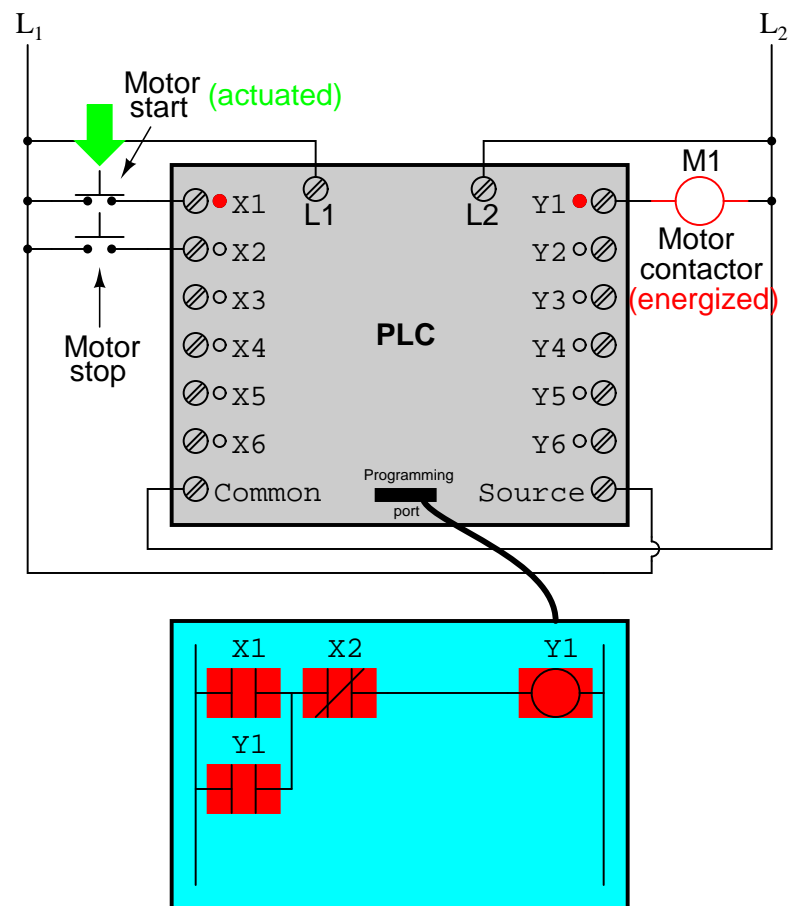 L1
L2
Motor
start
(actuated)
M1
X1
L1
L2
Y1
X2
Y2
Motor
contactor
(energized)
X3
Y3
PLC
Motor
stop
X4
Y4
X5
Y5
X6
Y6
Common
Programming
port
Source
X1
X2
Y1
Y1